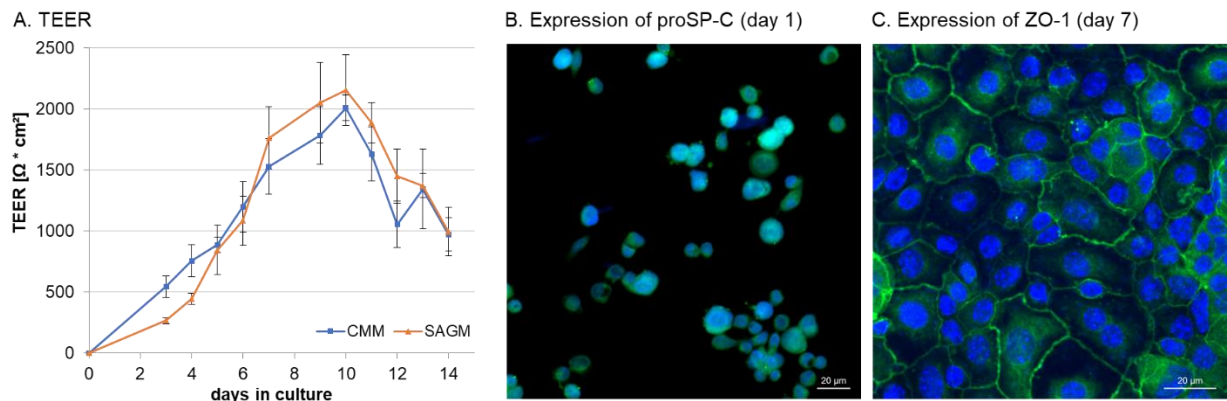 A. TEER
2500
2000
1500
1000
500
0
TEER [Ω * cm²]
0 2 4 6 8 10 12 14
days in culture
CMM SAGM
B. Expression of proSP-C (day 1)
20 µm
C. Expression of ZO-1 (day 7)
20 µm